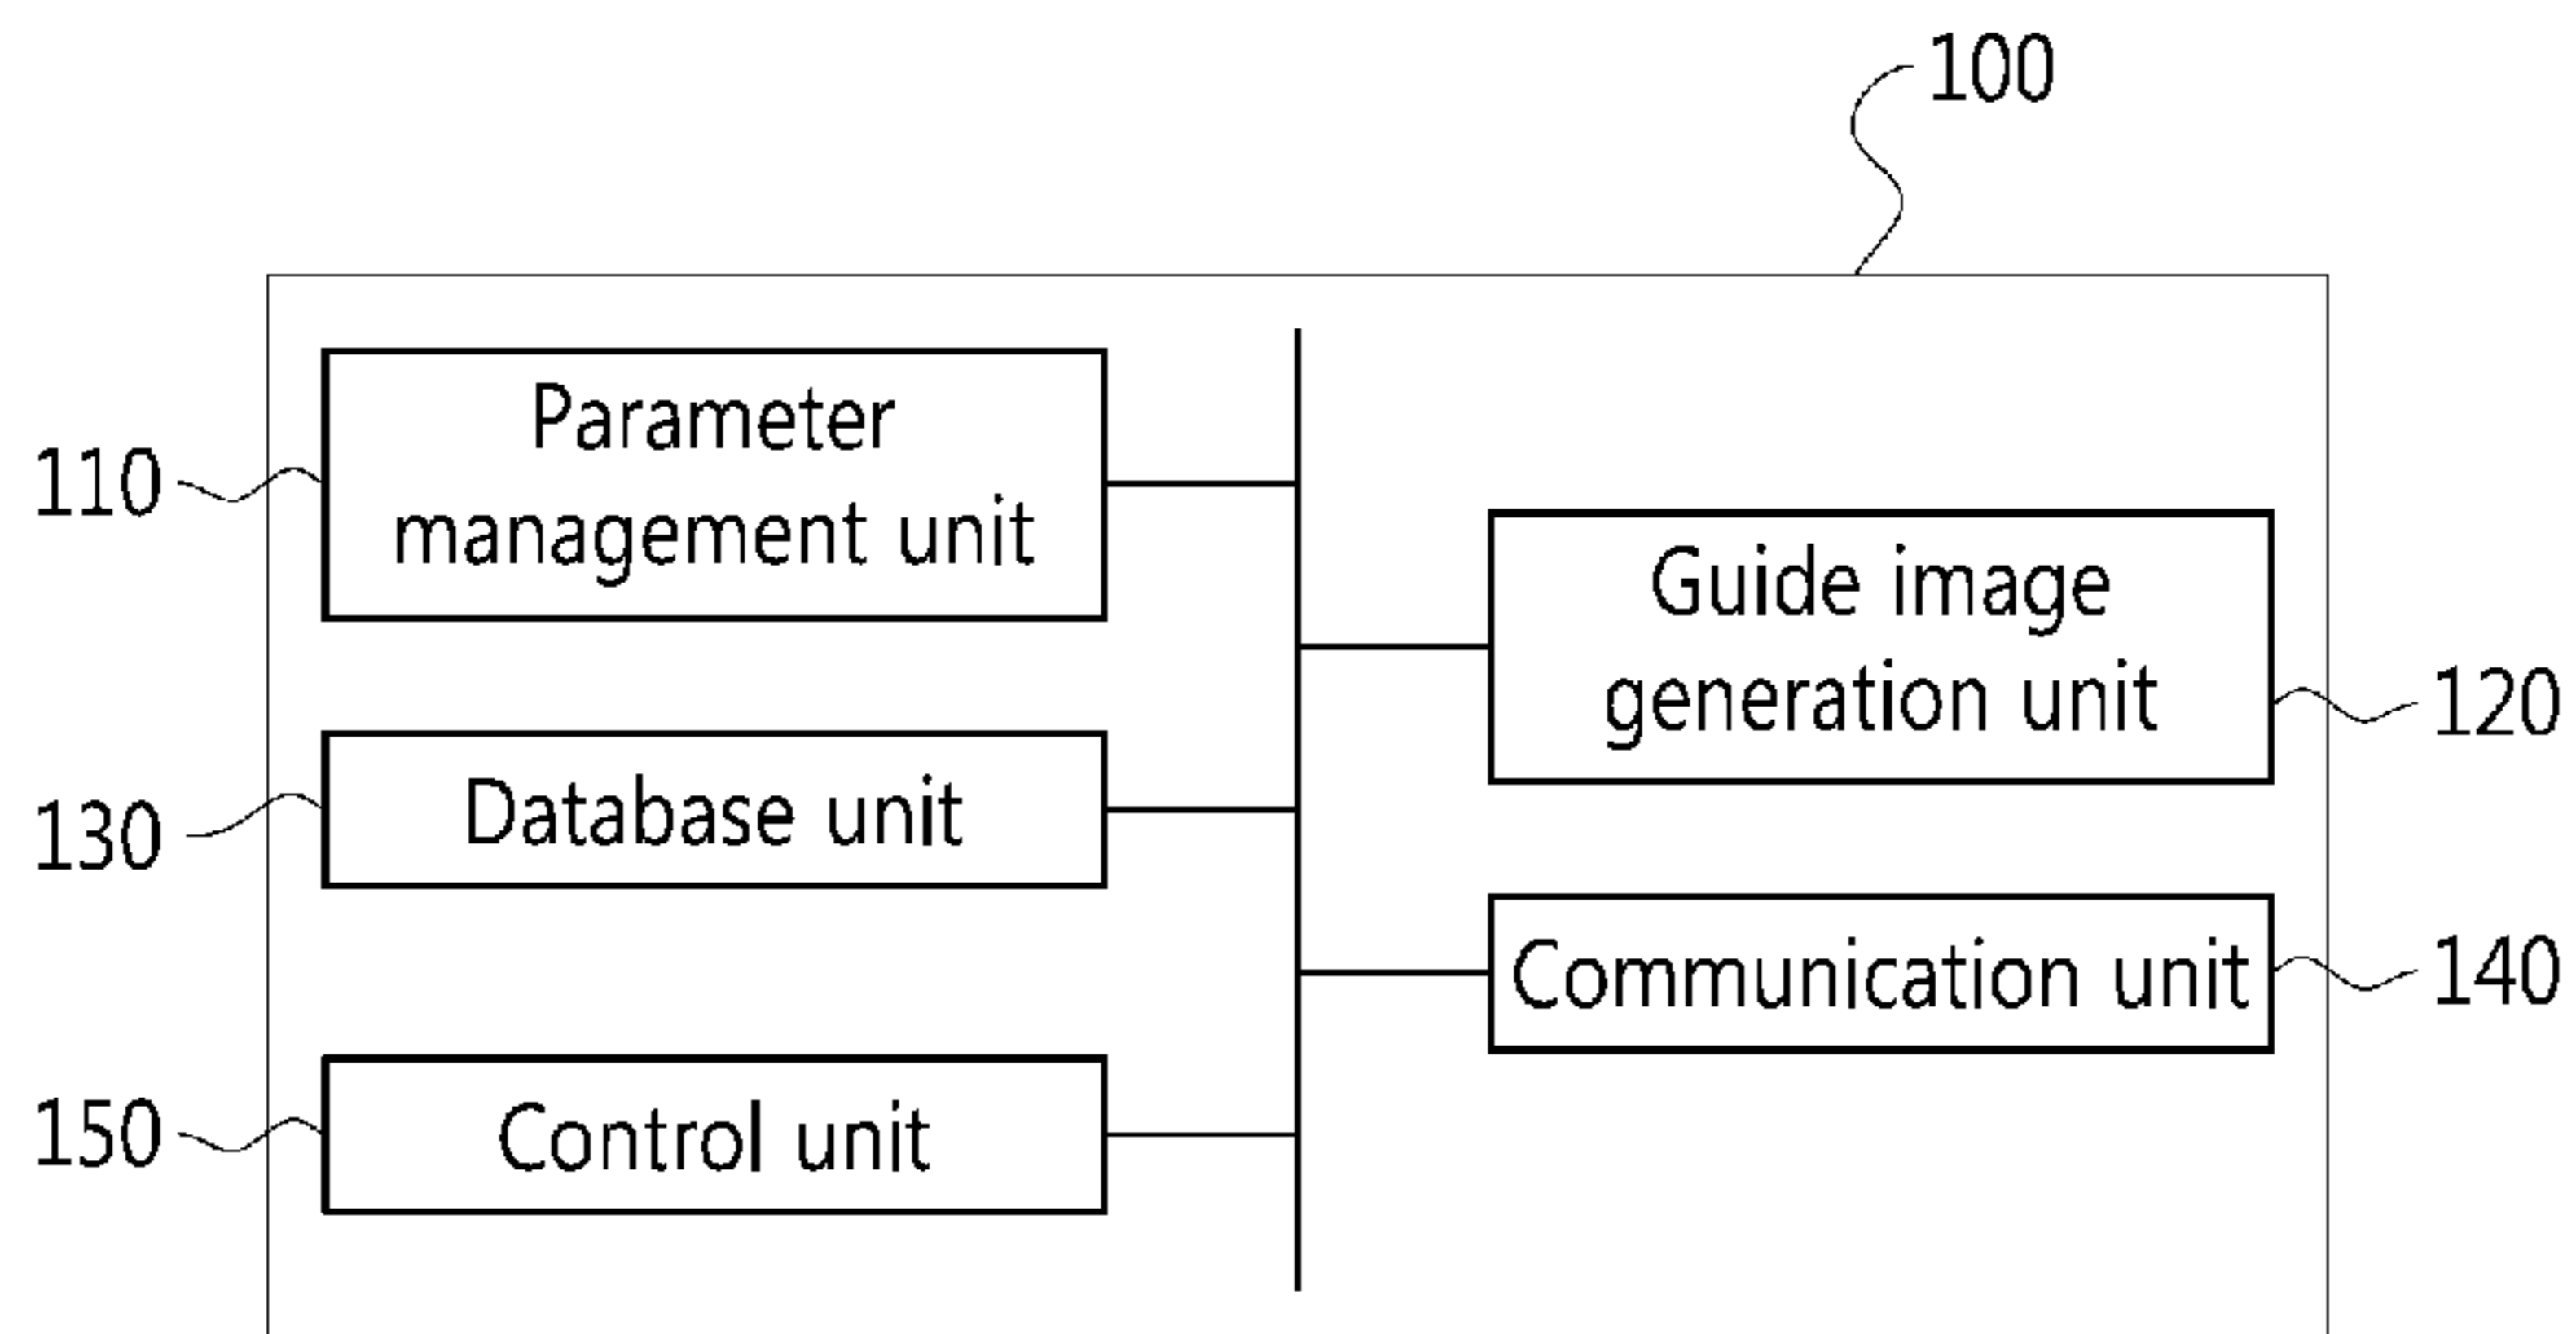 100
110
Parameter
management unit
Guide image
generation unit
120
130
Database unit
Communication unit
140
150
Control unit